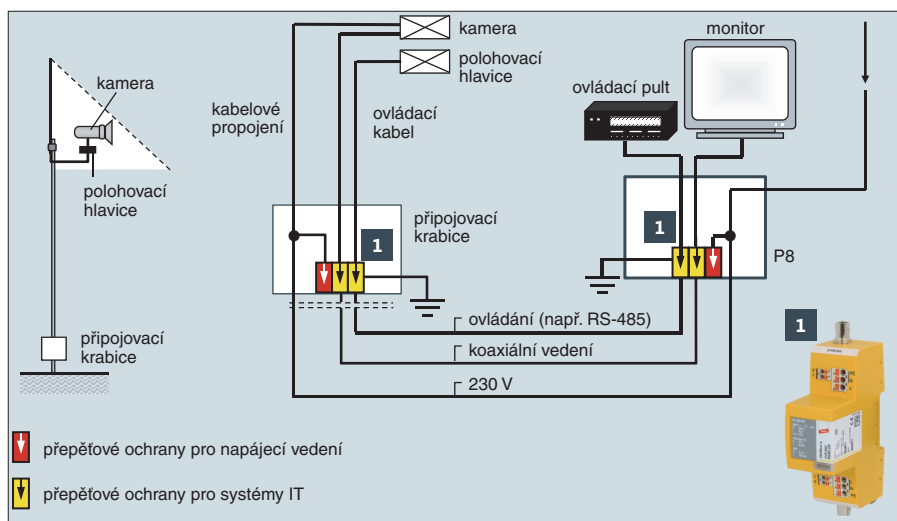 kamera
polohovací
hlavice
připojovací
krabice
kabelové
propojení
ovládací
kabel
kamera
polohovací
hlavice
monitor
ovládací pult
připojovací
krabice
1
1
P8
ovládání (např. RS-485)
koaxiální vedení
230 V
1
přepěťové ochrany pro napájecí vedení
přepěťové ochrany pro systémy IT